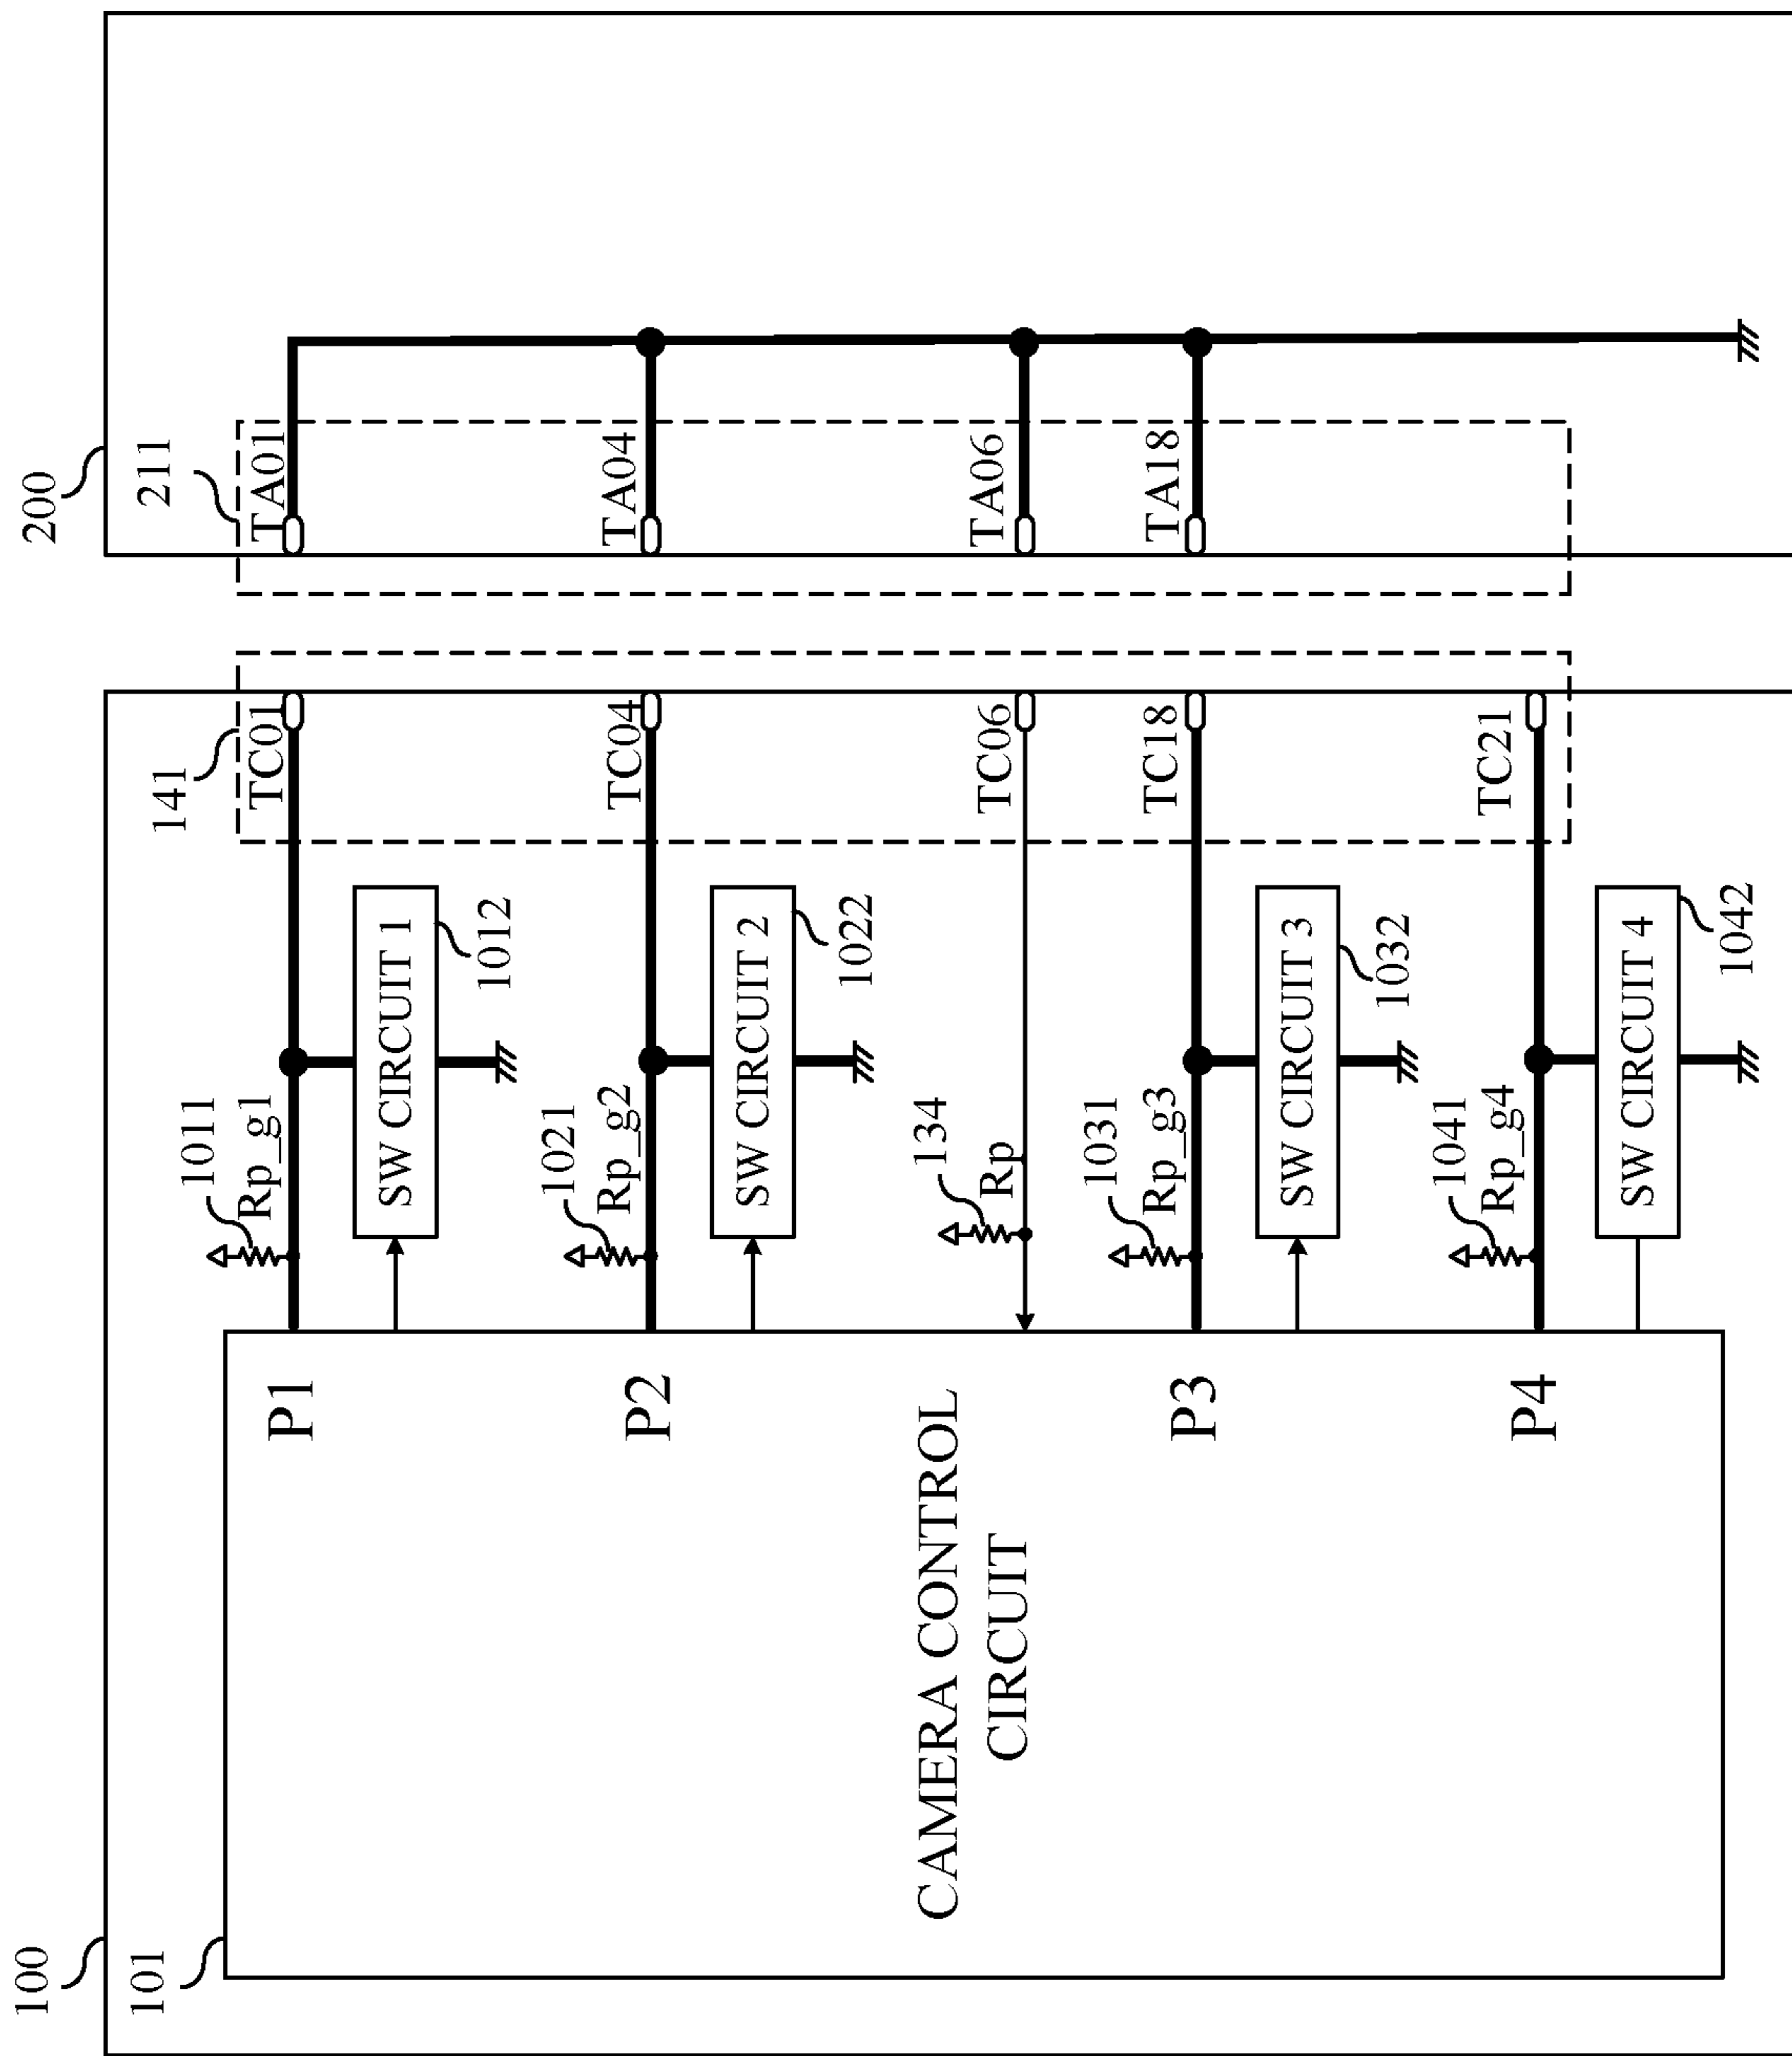 100
101
CAMERA CONTROL
CIRCUIT
P1
P2
P3
P4
1011
Rp_g1
SW CIRCUIT 1
1012
1021
Rp_g2
SW CIRCUIT 2
1022
134
Rp
1031
Rp_g3
SW CIRCUIT 3
1032
1041
Rp_g4
SW CIRCUIT 4
1042
141
TC01
TC04
TC06
TC18
TC21
200
211
TA01
TA04
TA06
TA18